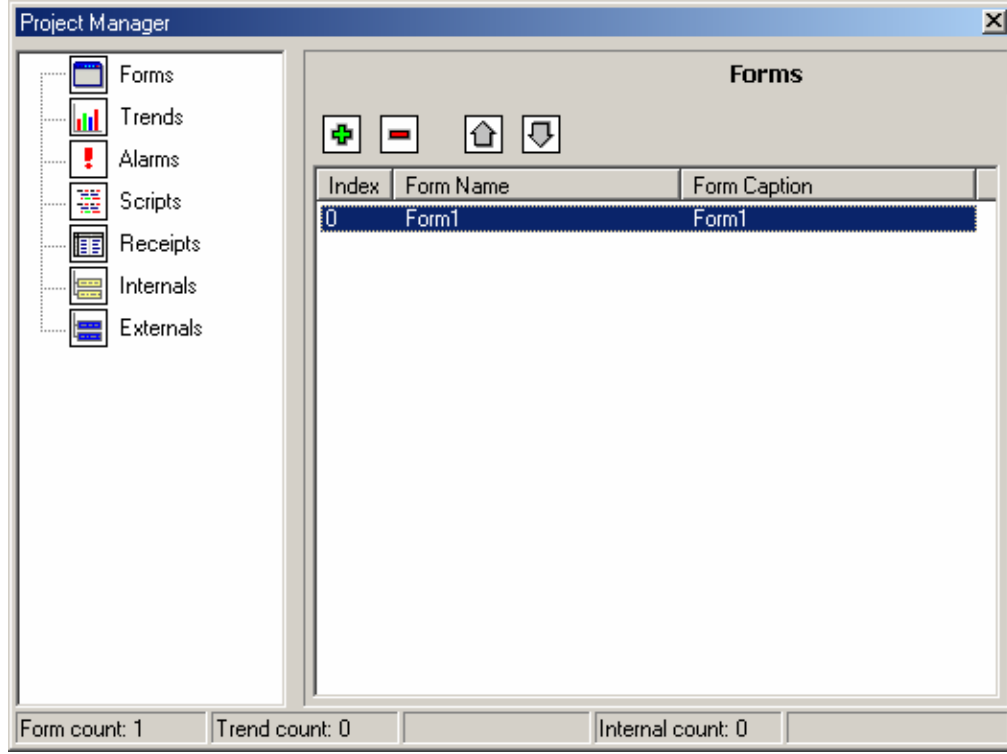 Project Manager
Forms
Trends
Alarms
Scripts
Receipts
Internals
Externals
Forms
Index Form Name Form Caption
0 Form1 Form1
Form count: 1 Trend count: 0 Internal count: 0